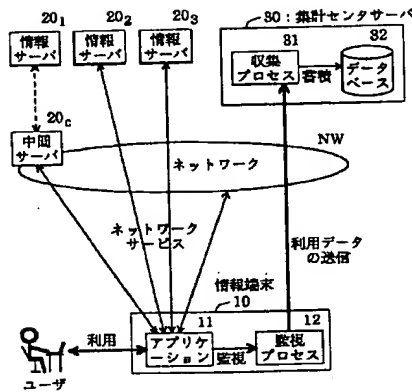 20₁
20₂
20₃
情報
サーバ
情報
サーバ
情報
サーバ
30：集計センタサーバ
31
32
収集
プロセス
蓄積
データ
ベース
20c
中間
サーバ
NW
ネットワーク
ネットワーク
サービス
利用データ
の送信
情報端末
10
11
12
利用
アプリケ
ーション
監視
監視
プロセス
ユーザ